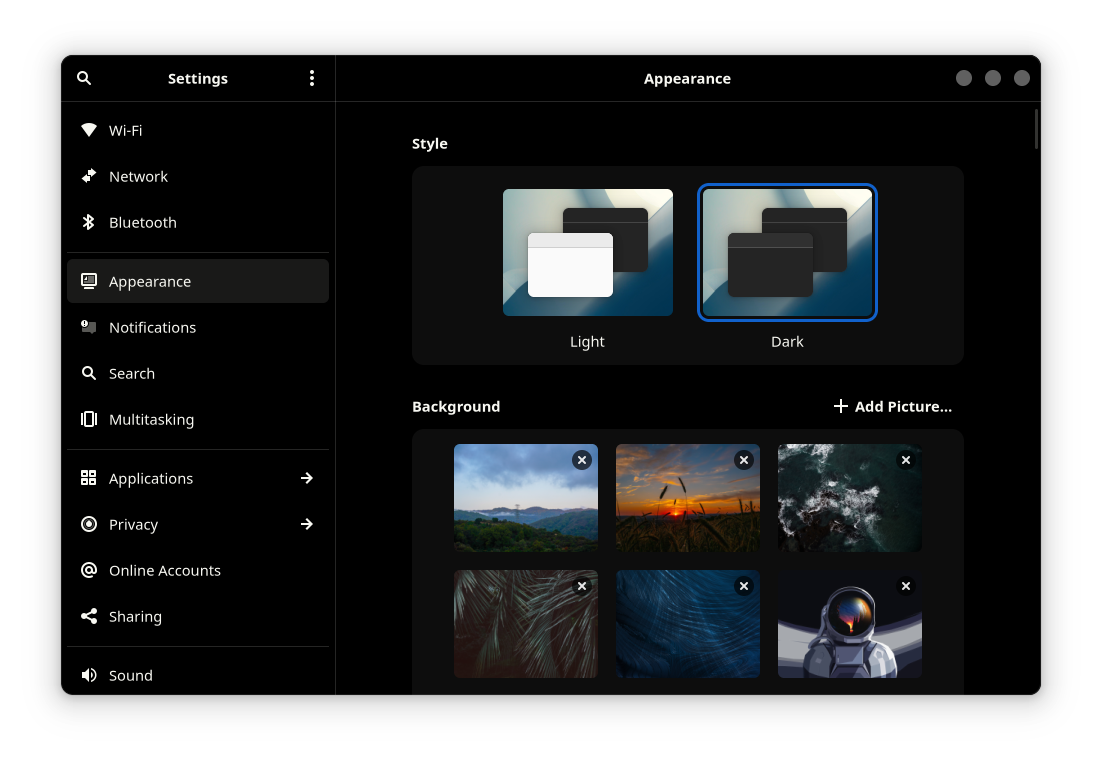 Settings
Appearance
Wi-Fi
Network
Bluetooth
Appearance
Notifications
Search
Multitasking
Applications
Privacy
Online Accounts
Sharing
Sound
Style
Light
Dark
Background
Add Picture...